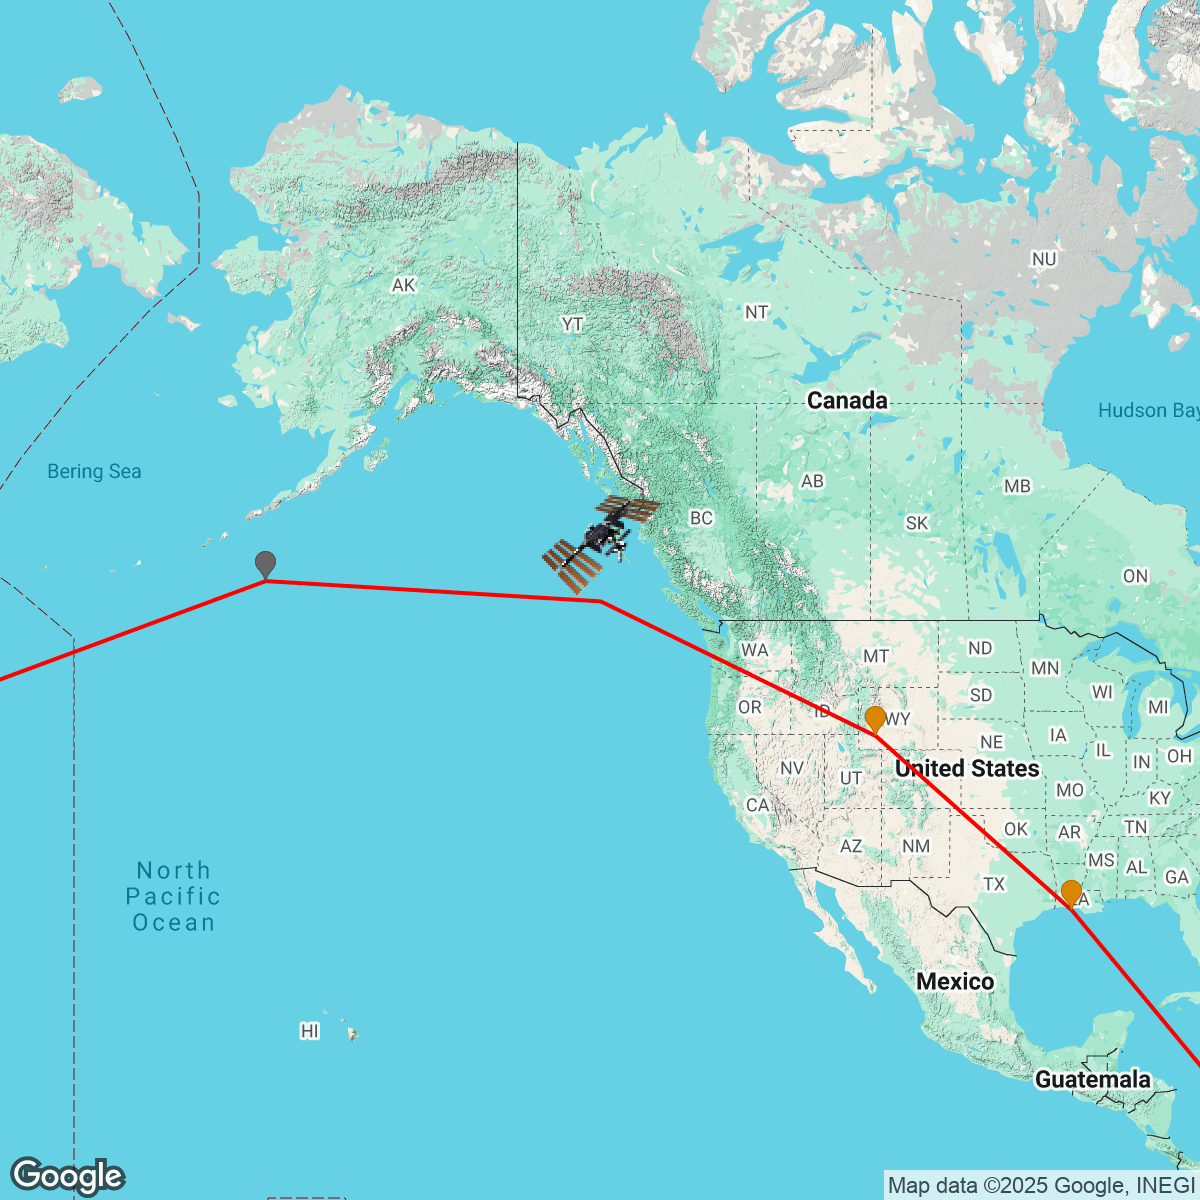 NU
AK
NT
YT
Canada
Hudson Bay
Bering Sea
AB
MB
BC
SK
ON
WA
MT
ND
MN
SD
WI
OR
ID
WY
MI
NE
IA
IL
IN
OH
NV
UT
United States
MO
KY
CA
OK
AR
TN
AZ
NM
MS
AL
GA
TX
North
Pacific
Ocean
Mexico
HI
Guatemala
Google
Map data ©2025 Google, INEGI